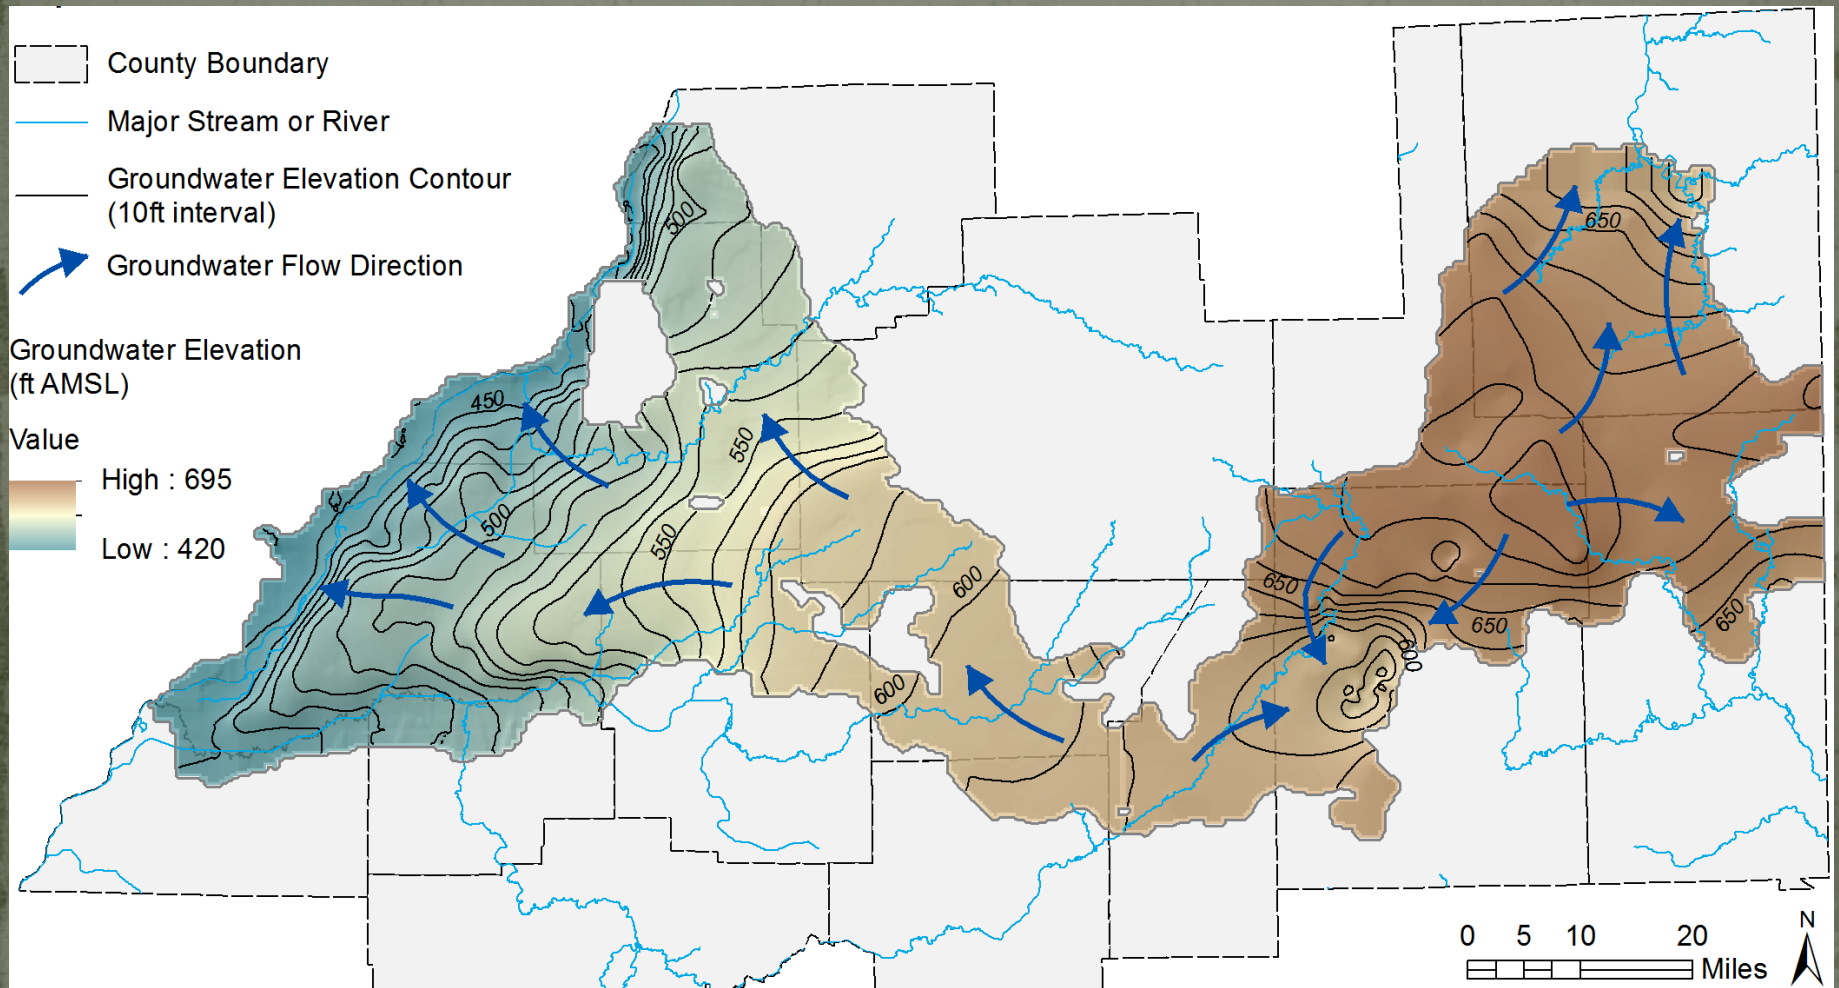 County Boundary
Major Stream or River
Groundwater Elevation Contour
(10ft interval)
Groundwater Flow Direction
Groundwater Elevation
(ft AMSL)
Value
High : 695
Low : 420
500
450
550
500
550
600
600
650
650
650
600
650
0 5 10 20
Miles
N